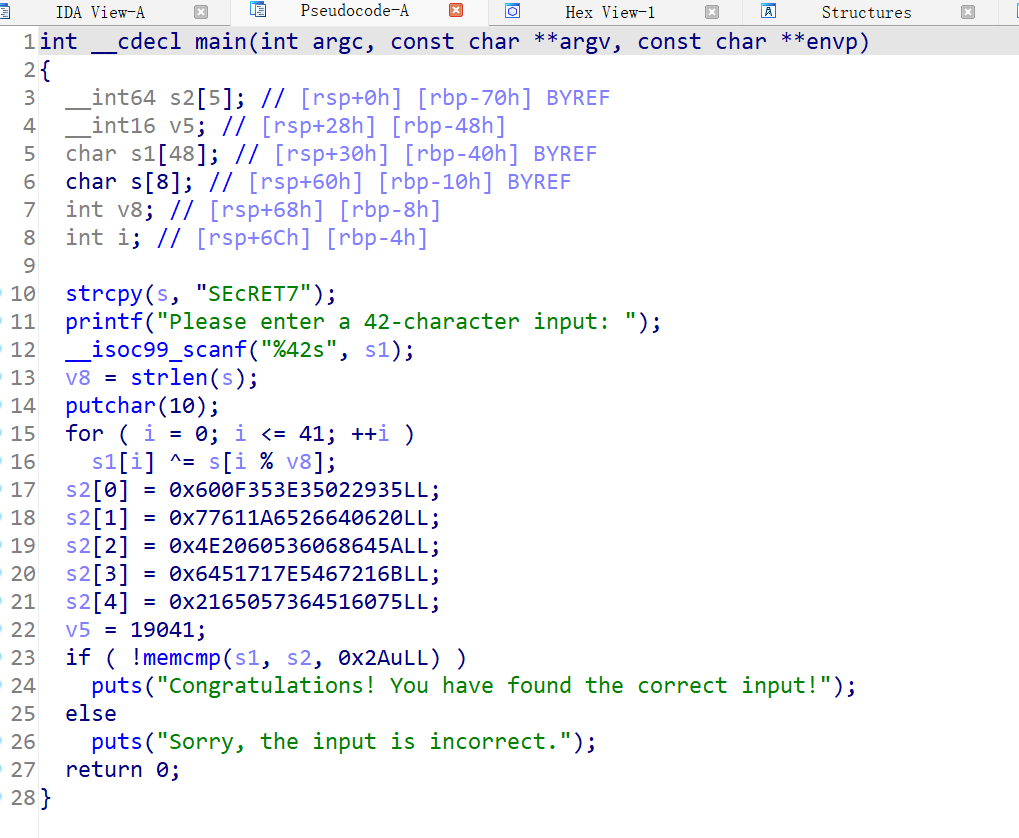 IDA View-A Pseudocode-A Hex View-1 Structures
1 int __cdecl main(int argc, const char **argv, const char **envp)
2 {
3 __int64 s2[5]; // [rsp+0h] [rbp-70h] BYREF
4 __int16 v5; // [rsp+28h] [rbp-48h]
5 char s1[48]; // [rsp+30h] [rbp-40h] BYREF
6 char s[8]; // [rsp+60h] [rbp-10h] BYREF
7 int v8; // [rsp+68h] [rbp-8h]
8 int i; // [rsp+6Ch] [rbp-4h]
9
10 strcpy(s, "SEcRET7");
11 printf("Please enter a 42-character input: ");
12 __isoc99_scanf("%42s", s1);
13 v8 = strlen(s);
14 putchar(10);
15 for ( i = 0; i <= 41; ++i )
16 s1[i] ^= s[i % v8];
17 s2[0] = 0x600F353E35022935LL;
18 s2[1] = 0x77611A6526640620LL;
19 s2[2] = 0x4E2060536068645ALL;
20 s2[3] = 0x6451717E5467216BLL;
21 s2[4] = 0x2165057364516075LL;
22 v5 = 19041;
23 if ( !memcmp(s1, s2, 0x2AuLL) )
24 puts("Congratulations! You have found the correct input!");
25 else
26 puts("Sorry, the input is incorrect.");
27 return 0;
28 }